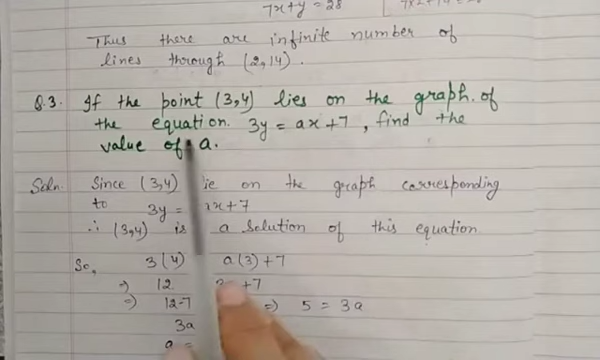 7x+y = 28
Thus there are infinite number of
lines through (2,14).
Q.3. If the point (3,4) lies on the graph of
the equation 3y = ax+7, find the
value of a.
Soln. Since (3,4) lie on the graph corresponding
to 3y = ax+7
∴ (3,4) is a solution of this equation
So, 3(4) a(3)+7
⇒ 12 +7
⇒ 12-7 ⇒ 5 = 3a
3a
a =